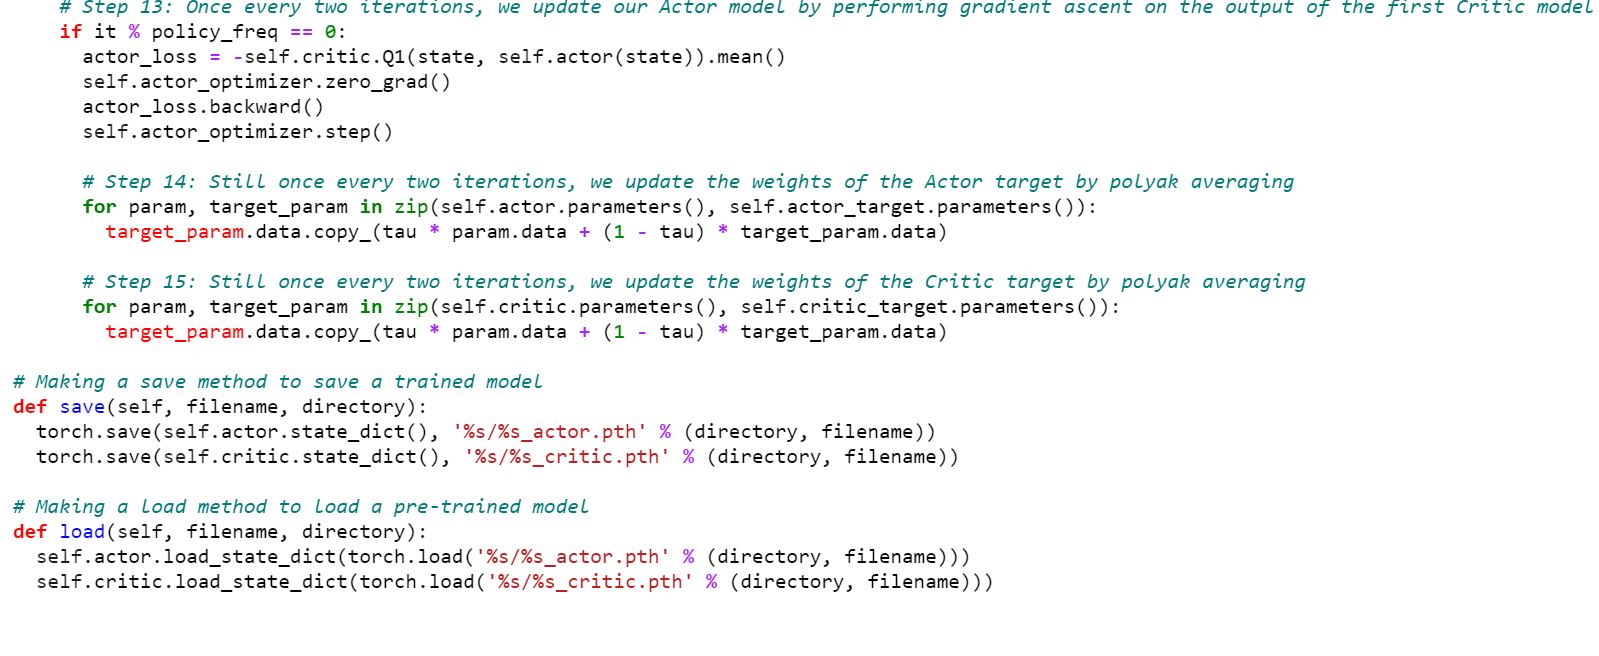 # Step 13: Once every two iterations, we update our Actor model by performing gradient ascent on the output of the first Critic model
if it % policy_freq == 0:
actor_loss = -self.critic.Q1(state, self.actor(state)).mean()
self.actor_optimizer.zero_grad()
actor_loss.backward()
self.actor_optimizer.step()
# Step 14: Still once every two iterations, we update the weights of the Actor target by polyak averaging
for param, target_param in zip(self.actor.parameters(), self.actor_target.parameters()):
target_param.data.copy_(tau * param.data + (1 - tau) * target_param.data)
# Step 15: Still once every two iterations, we update the weights of the Critic target by polyak averaging
for param, target_param in zip(self.critic.parameters(), self.critic_target.parameters()):
target_param.data.copy_(tau * param.data + (1 - tau) * target_param.data)
# Making a save method to save a trained model
def save(self, filename, directory):
torch.save(self.actor.state_dict(), '%s/%s_actor.pth' % (directory, filename))
torch.save(self.critic.state_dict(), '%s/%s_critic.pth' % (directory, filename))
# Making a load method to load a pre-trained model
def load(self, filename, directory):
self.actor.load_state_dict(torch.load('%s/%s_actor.pth' % (directory, filename)))
self.critic.load_state_dict(torch.load('%s/%s_critic.pth' % (directory, filename)))